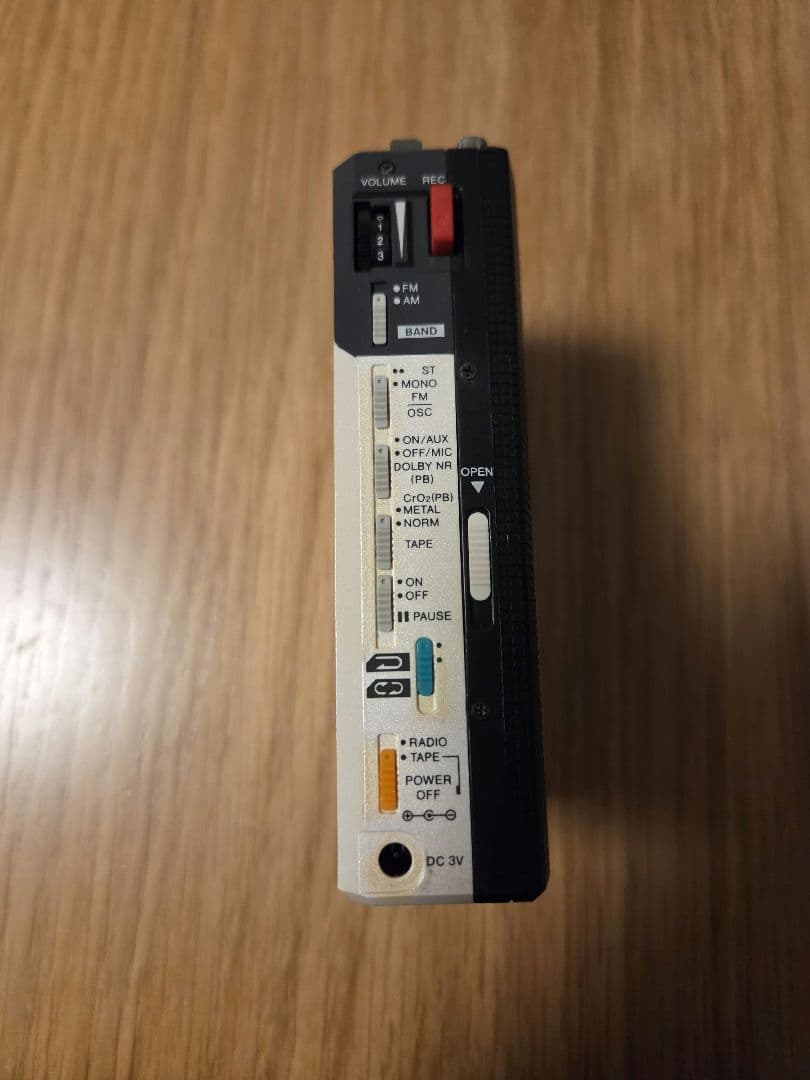 VOLUME REC
0
1
2
3
• FM
• AM
BAND
•• ST
• MONO
FM
OSC
• ON/AUX
• OFF/MIC
DOLBY NR
(PB)
CrO₂(PB)
• METAL
• NORM
TAPE
OPEN
• ON
• OFF
PAUSE
• RADIO
• TAPE
POWER
OFF
DC 3V